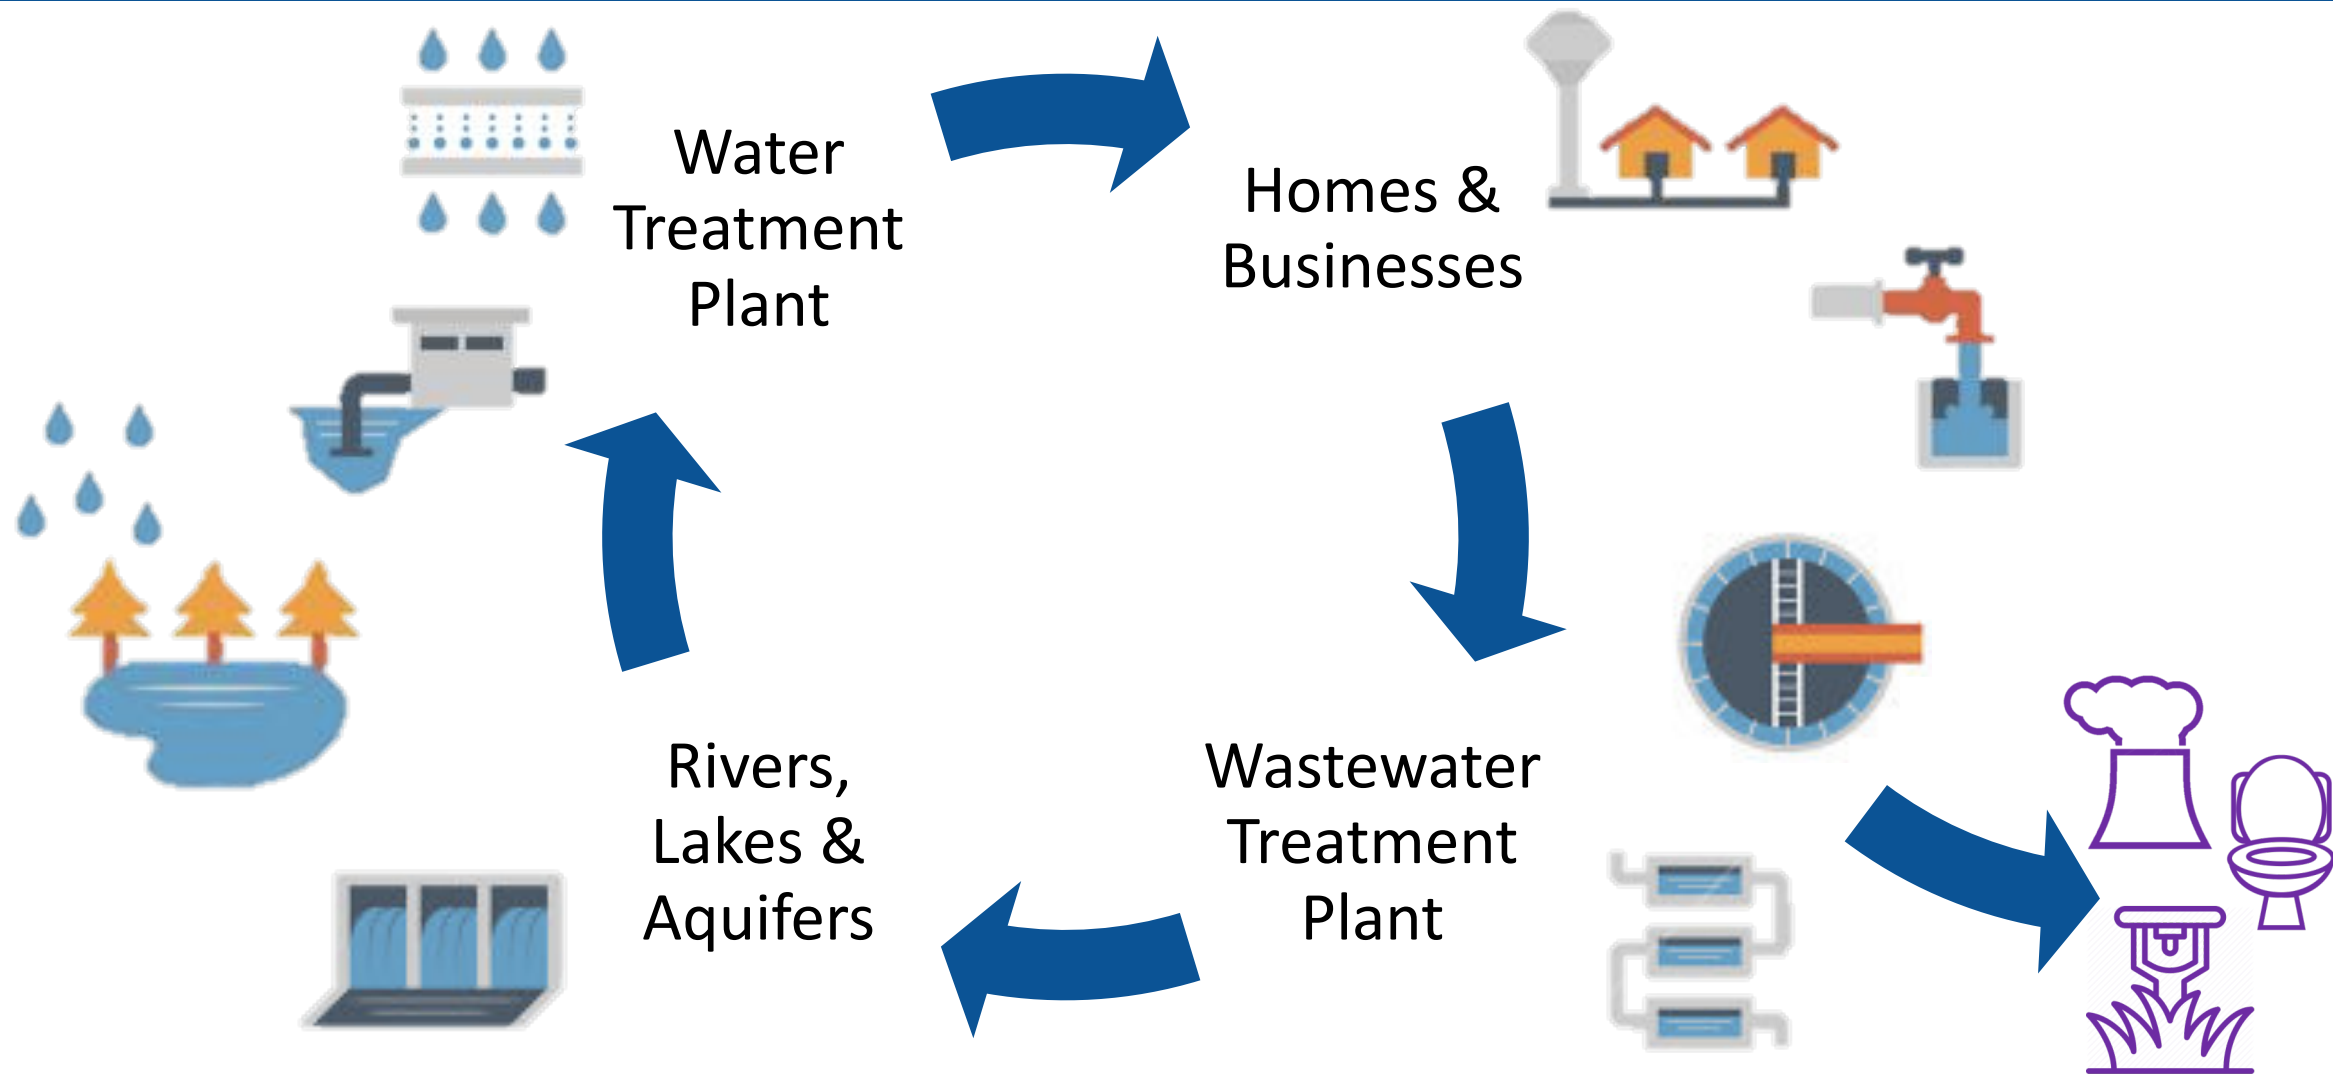 Water
Treatment
Plant
Homes &
Businesses
Rivers,
Lakes &
Aquifers
Wastewater
Treatment
Plant